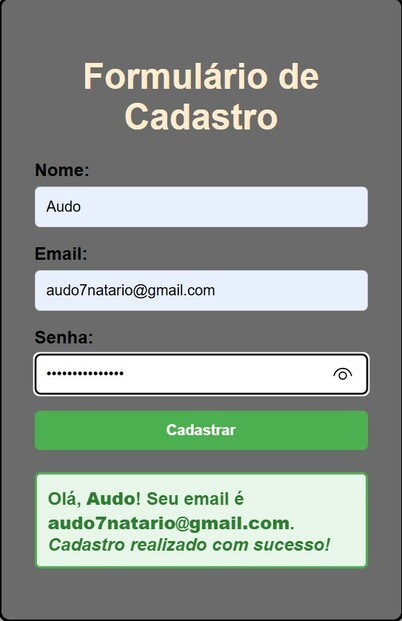 Formulário de
Cadastro
Nome:
Audo
Email:
audo7natario@gmail.com
Senha:
•••••••••••••••
Cadastrar
Olá, Audo! Seu email é
audo7natario@gmail.com.
Cadastro realizado com sucesso!